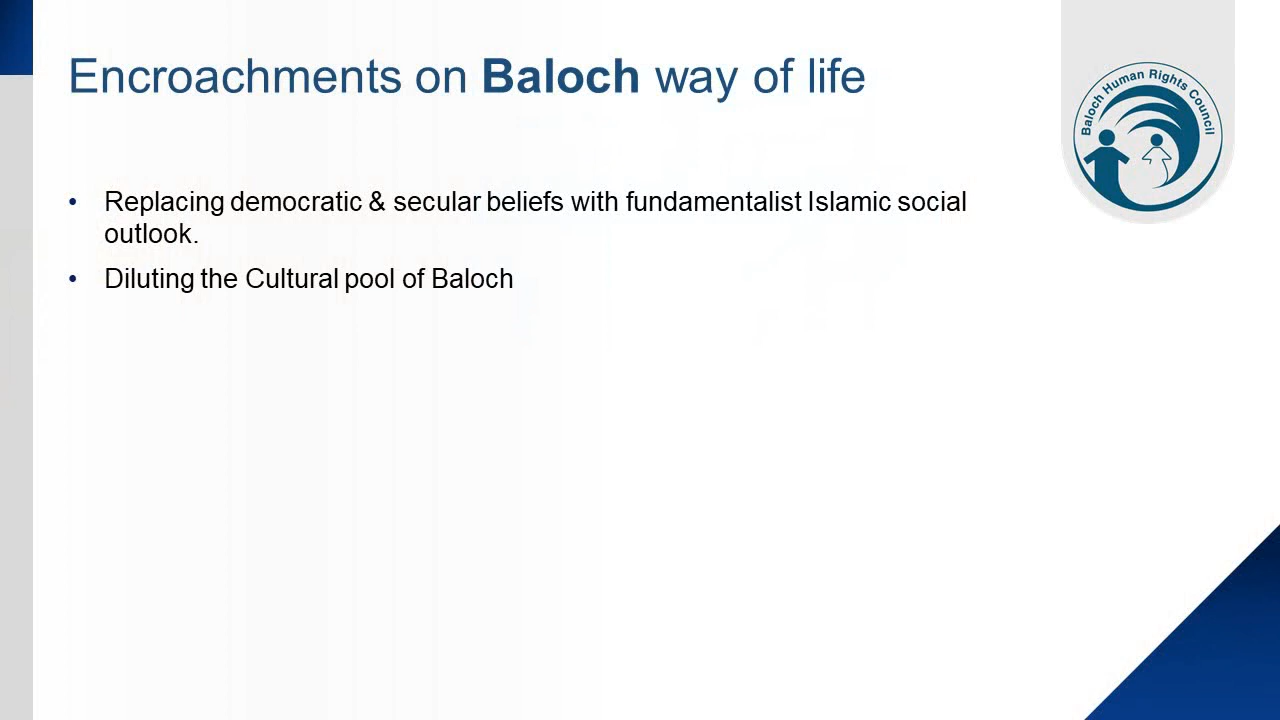 Encroachments on Baloch way of life
Baloch Human Rights Council
• Replacing democratic & secular beliefs with fundamentalist Islamic social
outlook.
• Diluting the Cultural pool of Baloch